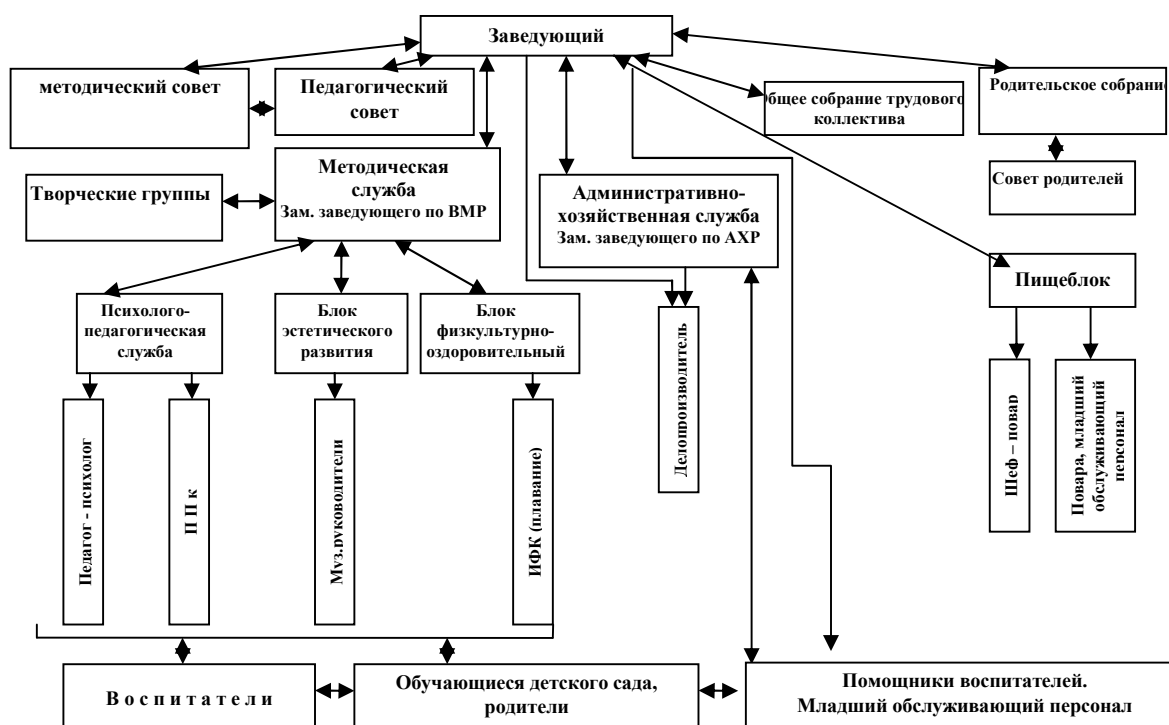 Заведующий
методический совет
Педагогический
совет
Общее собрание трудового
коллектива
Родительское собрание
Творческие группы
Методическая
служба
Зам. заведующего по ВМР
Административно-
хозяйственная служба
Зам. заведующего по АХР
Совет родителей
Пищеблок
Психолого-
педагогическая
служба
Блок
эстетического
развития
Блок
физкультурно-
оздоровительный
Делопроизводитель
Шеф – повар
Повара, младший
обслуживающий
персонал
Педагог - психолог
П П к
Муз.руководители
ИФК (плавание)
В о с п и т а т е л и
Обучающиеся детского сада,
родители
Помощники воспитателей.
Младший обслуживающий персонал